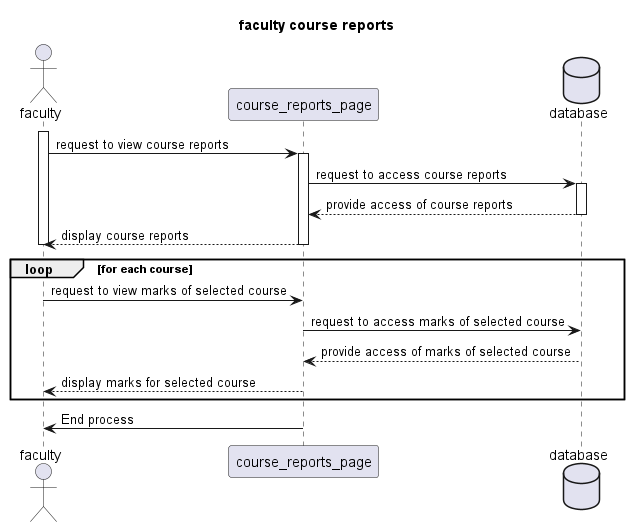 faculty course reports
faculty
course_reports_page
database
request to view course reports
request to access course reports
provide access of course reports
display course reports
loop [for each course]
request to view marks of selected course
request to access marks of selected course
provide access of marks of selected course
display marks for selected course
End process
faculty
course_reports_page
database